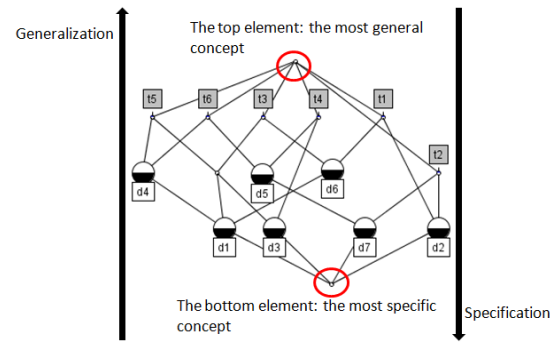 The top element: the most general
concept
Generalization
t5 t6 t3 t4 t1
t2
d4 d5 d6
d1 d3 d7 d2
The bottom element: the most specific
concept
Specification